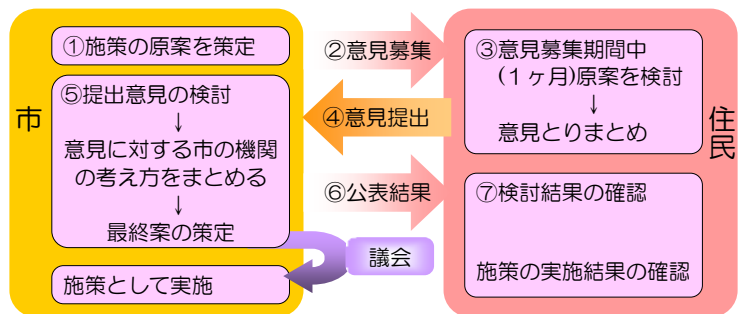 市
①施策の原案を策定
⑤提出意見の検討
↓
意見に対する市の機関
の考え方をまとめる
↓
最終案の策定
施策として実施
②意見募集
④意見提出
⑥公表結果
議会
住民
③意見募集期間中
(１ヶ月)原案を検討
↓
意見とりまとめ
⑦検討結果の確認
施策の実施結果の確認